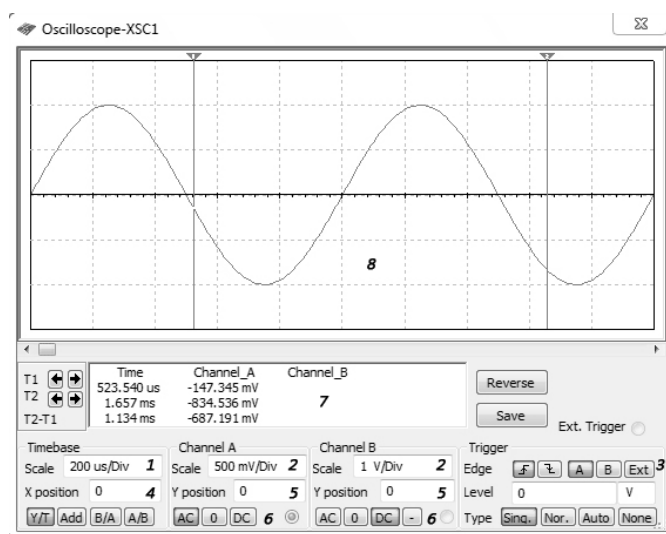 Oscilloscope-XSC1
1 2
8
T1 Time Channel_A Channel_B
523.540 us -147.345 mV
T2 1.657 ms -834.536 mV 7
T2-T1 1.134 ms -687.191 mV
Reverse
Save
Ext. Trigger
Timebase Channel A Channel B Trigger
Scale 200 us/Div 1 Scale 500 mV/Div 2 Scale 1 V/Div 2 Edge A B Ext 3
X position 0 4 Y position 0 5 Y position 0 5 Level 0 V
Y/T Add B/A A/B AC 0 DC 6 AC 0 DC - 6 Type Sing. Nor. Auto None